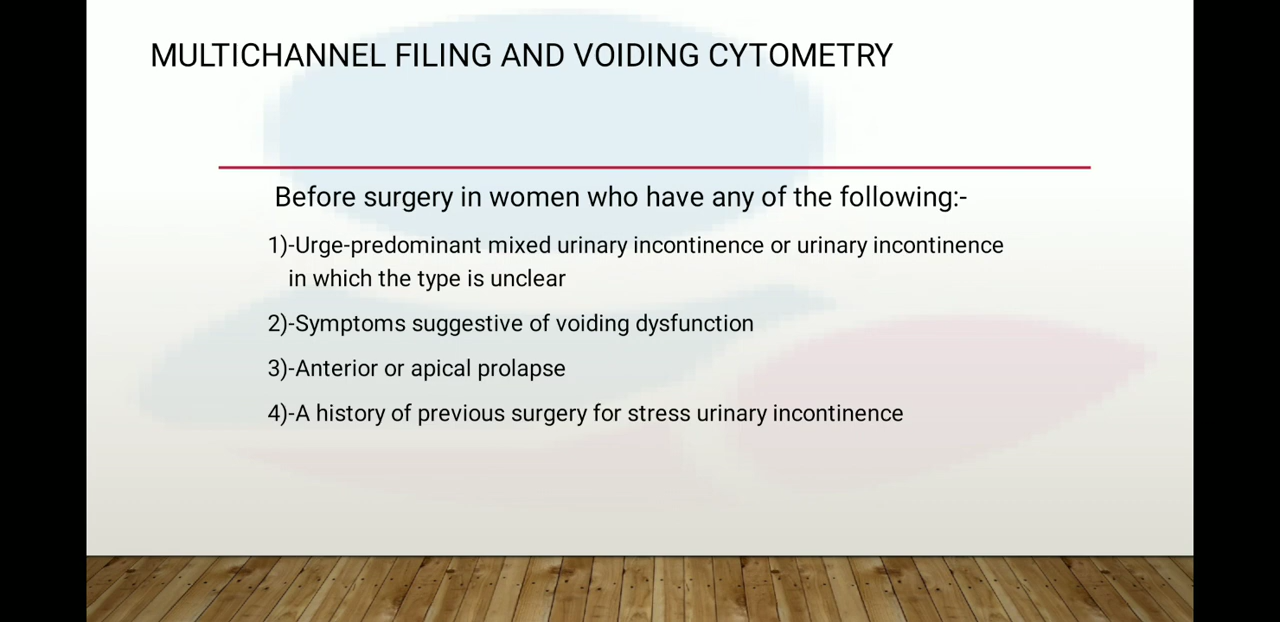 MULTICHANNEL FILING AND VOIDING CYTOMETRY
Before surgery in women who have any of the following:-
1)-Urge-predominant mixed urinary incontinence or urinary incontinence
in which the type is unclear
2)-Symptoms suggestive of voiding dysfunction
3)-Anterior or apical prolapse
4)-A history of previous surgery for stress urinary incontinence